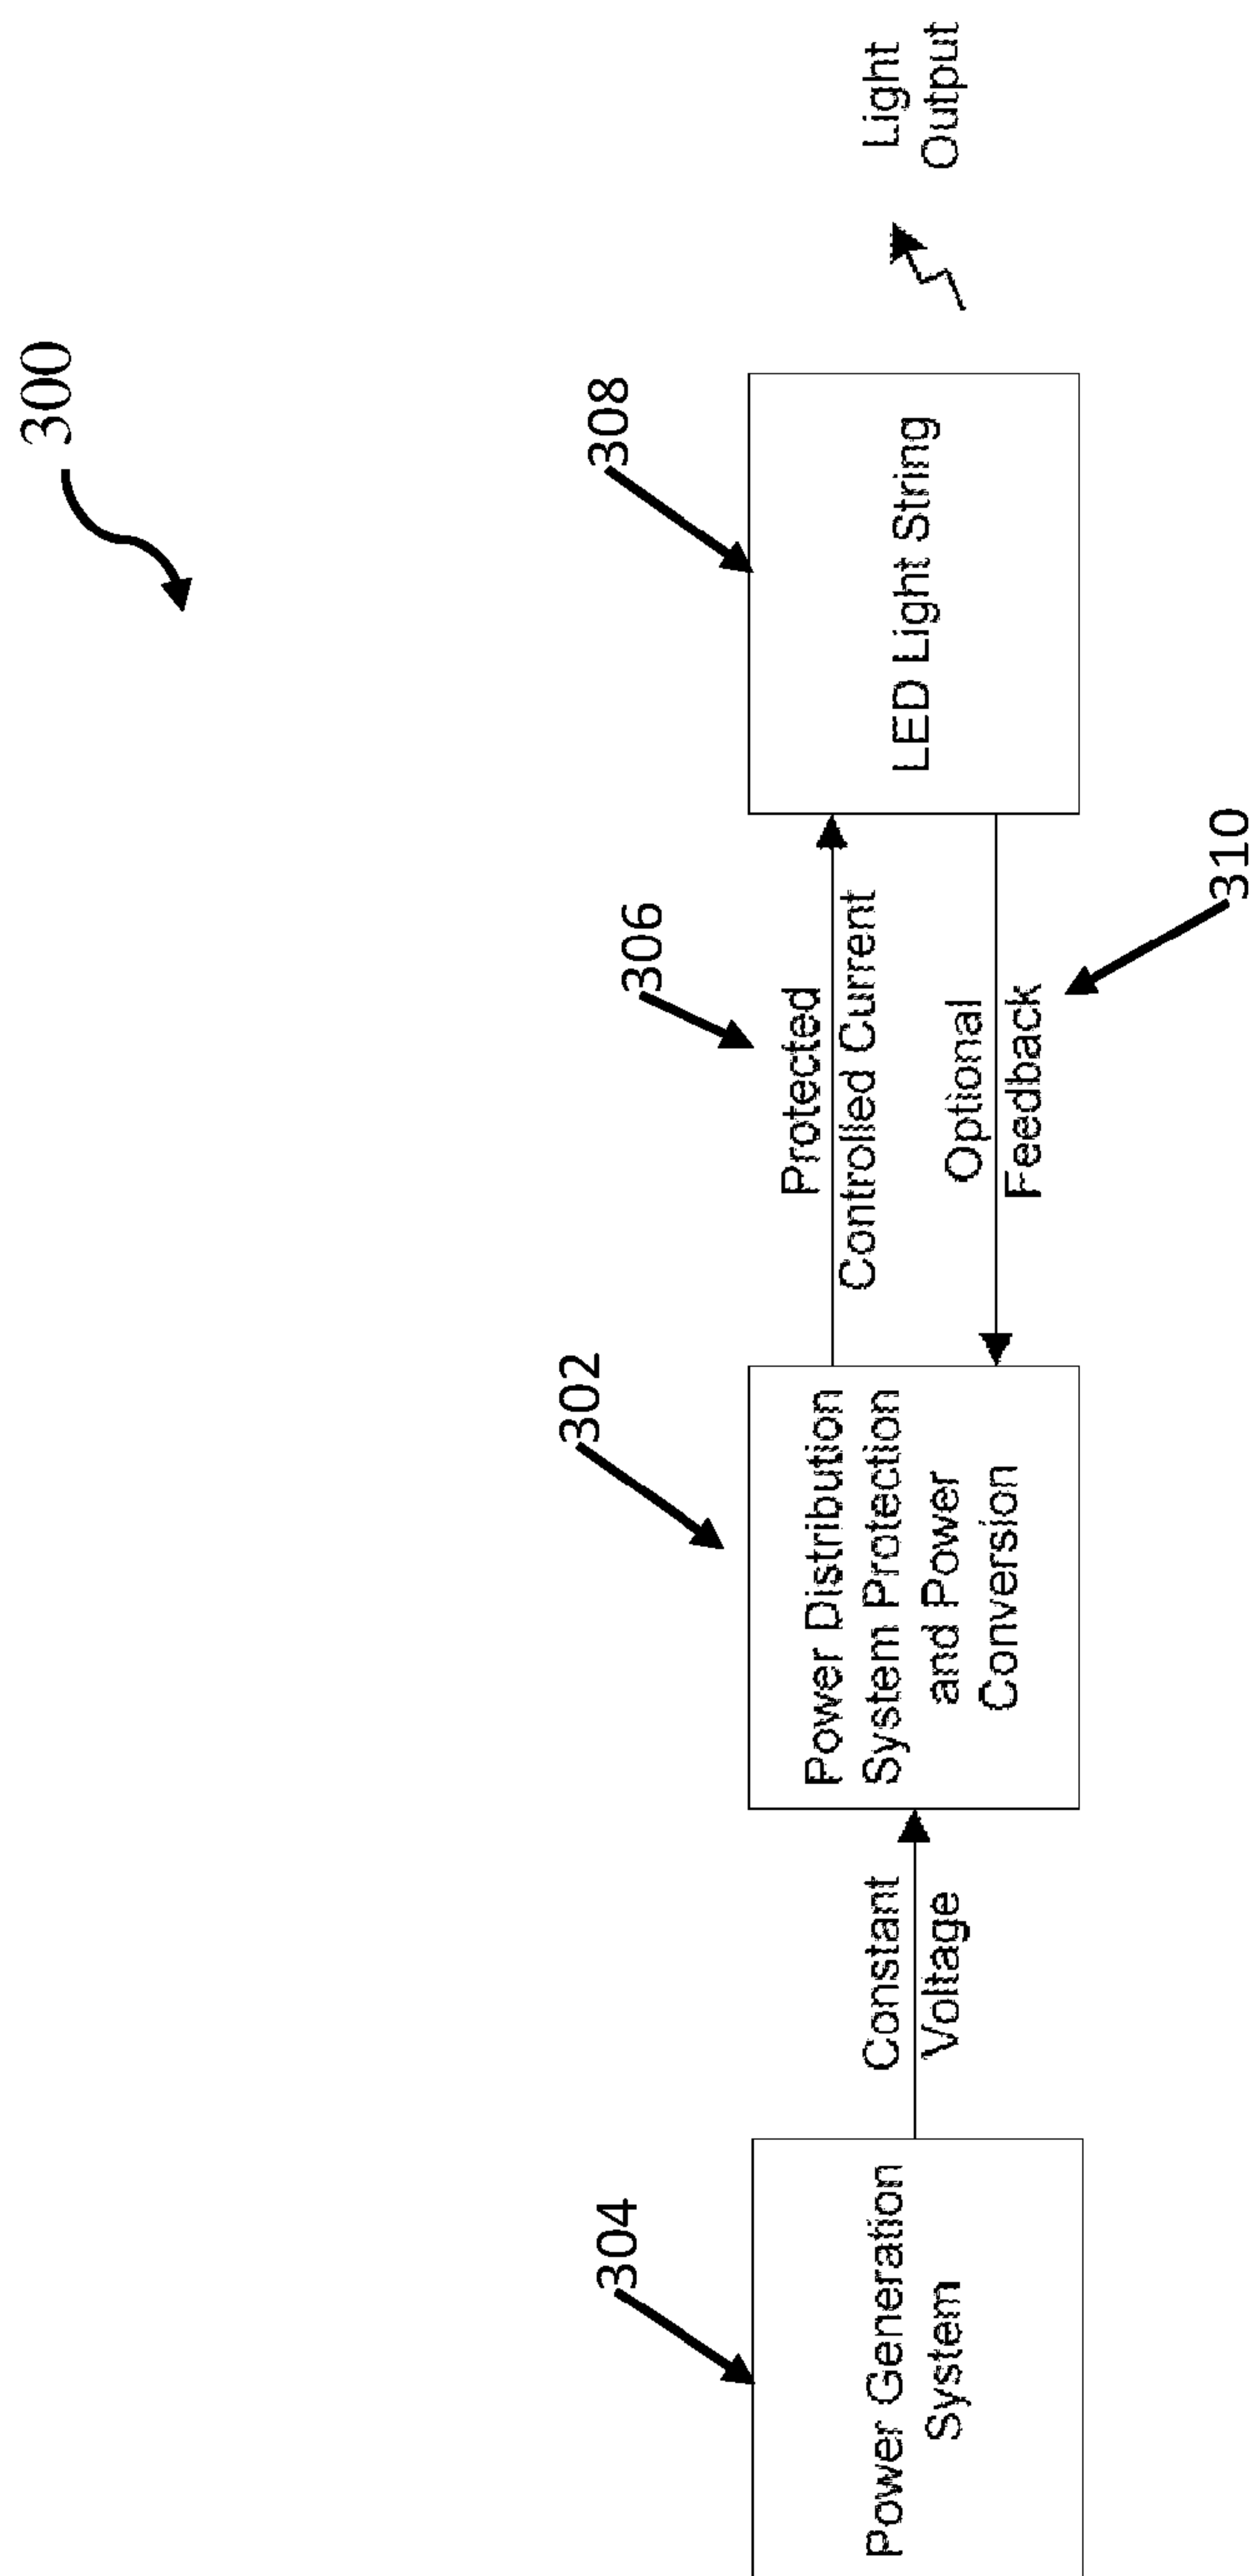 300
304
302
306
308
310
Power Generation
System
Constant
Voltage
Power Distribution
System Protection
and Power
Conversion
Protected
Controlled Current
Optional
Feedback
LED Light String
Light
Output